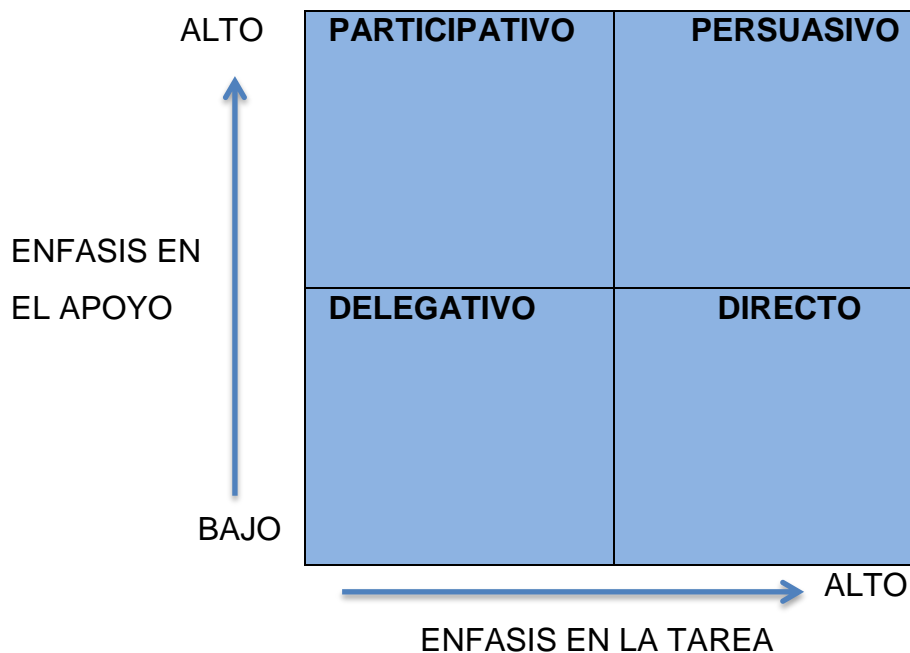 ALTO
PARTICIPATIVO
PERSUASIVO
ENFASIS EN
EL APOYO
DELEGATIVO
DIRECTO
BAJO
ALTO
ENFASIS EN LA TAREA